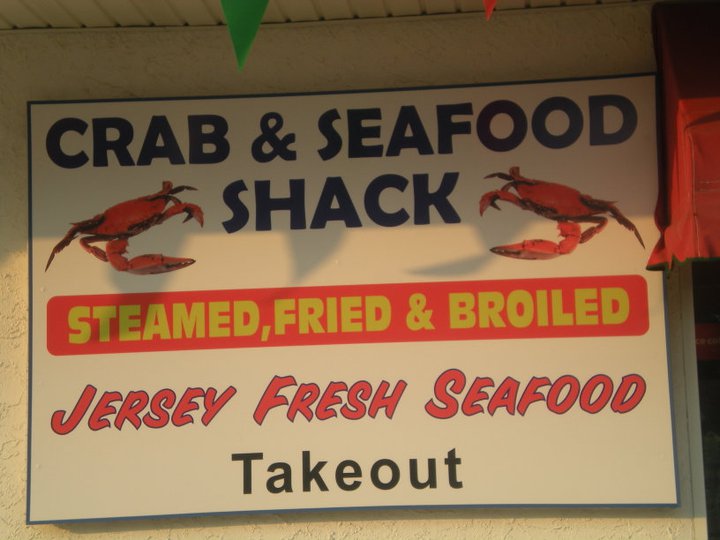 CRAB & SEAFOOD
SHACK
STEAMED, FRIED & BROILED
JERSEY FRESH SEAFOOD
Takeout